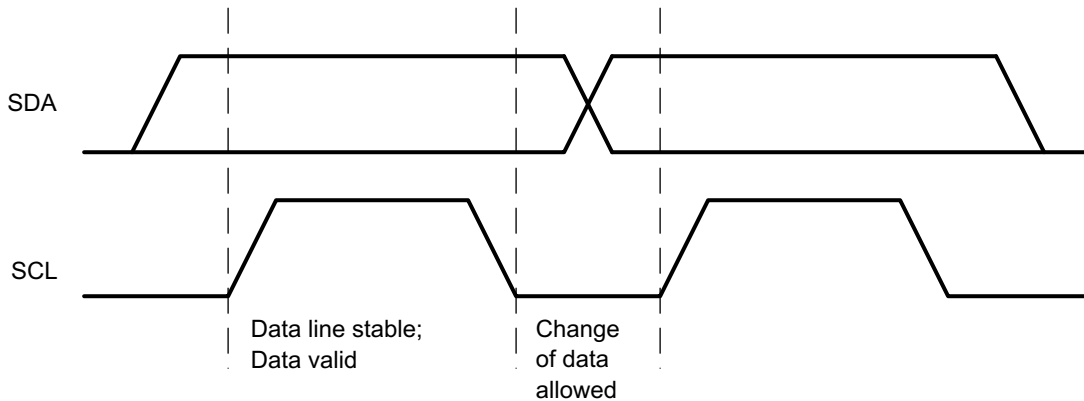 SDA
SCL
Data line stable;
Data valid
Change
of data
allowed